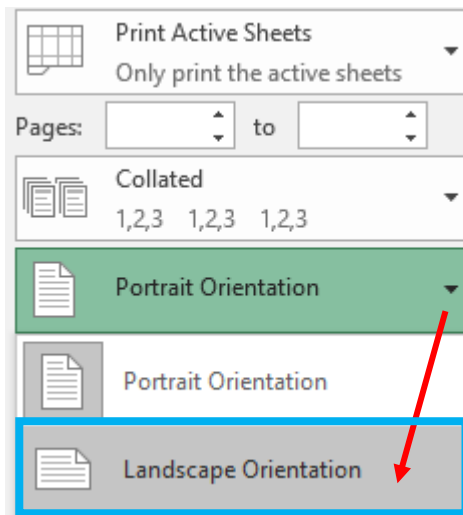 Print Active Sheets
Only print the active sheets
Pages: to
Collated
1,2,3 1,2,3 1,2,3
Portrait Orientation
Portrait Orientation
Landscape Orientation